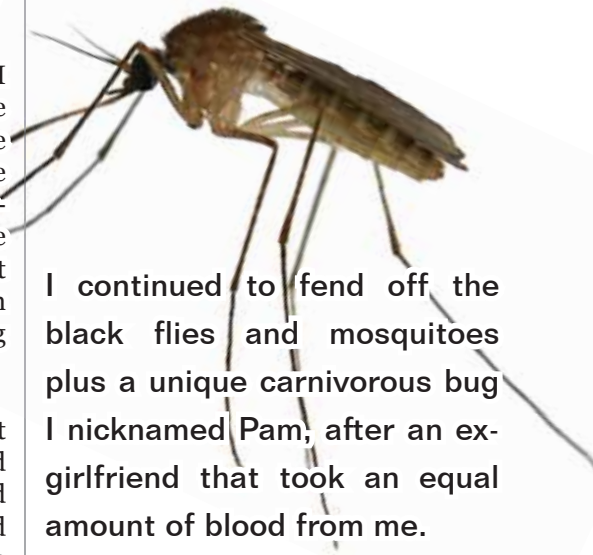 I continued to fend off the
black flies and mosquitoes
plus a unique carnivorous bug
I nicknamed Pam, after an ex-
girlfriend that took an equal
amount of blood from me.